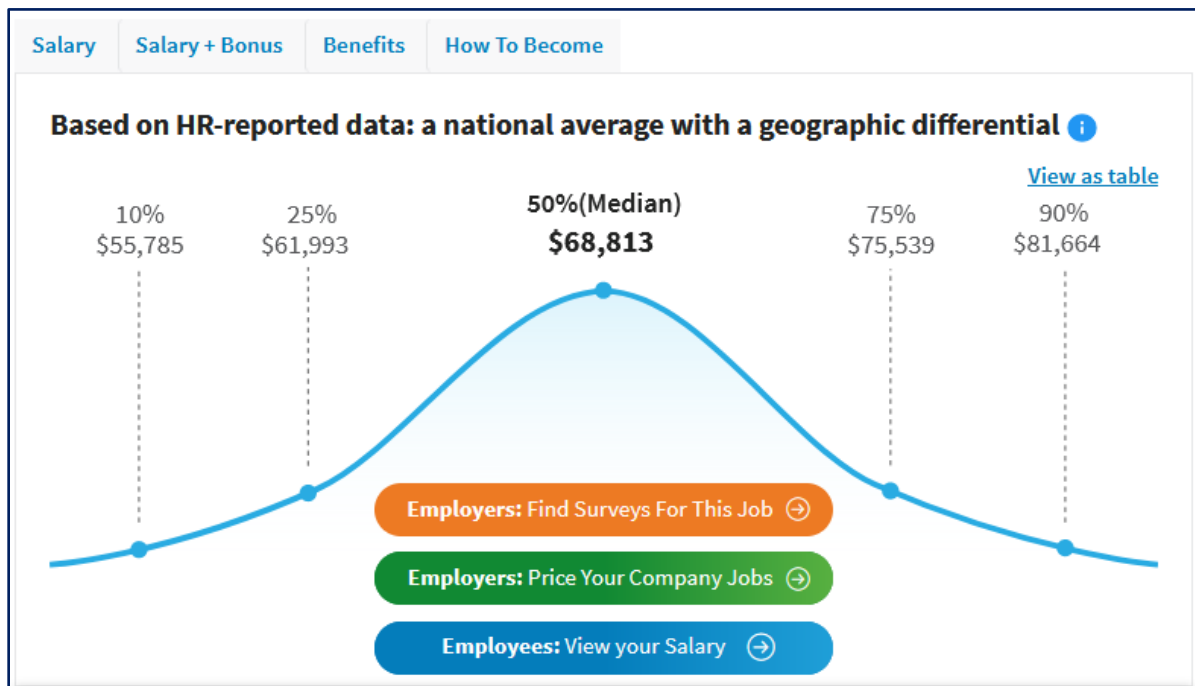 Salary
Salary + Bonus
Benefits
How To Become
Based on HR-reported data: a national average with a geographic differential
View as table
10%
$55,785
25%
$61,993
50%(Median)
$68,813
75%
$75,539
90%
$81,664
Employers: Find Surveys For This Job
Employers: Price Your Company Jobs
Employees: View your Salary